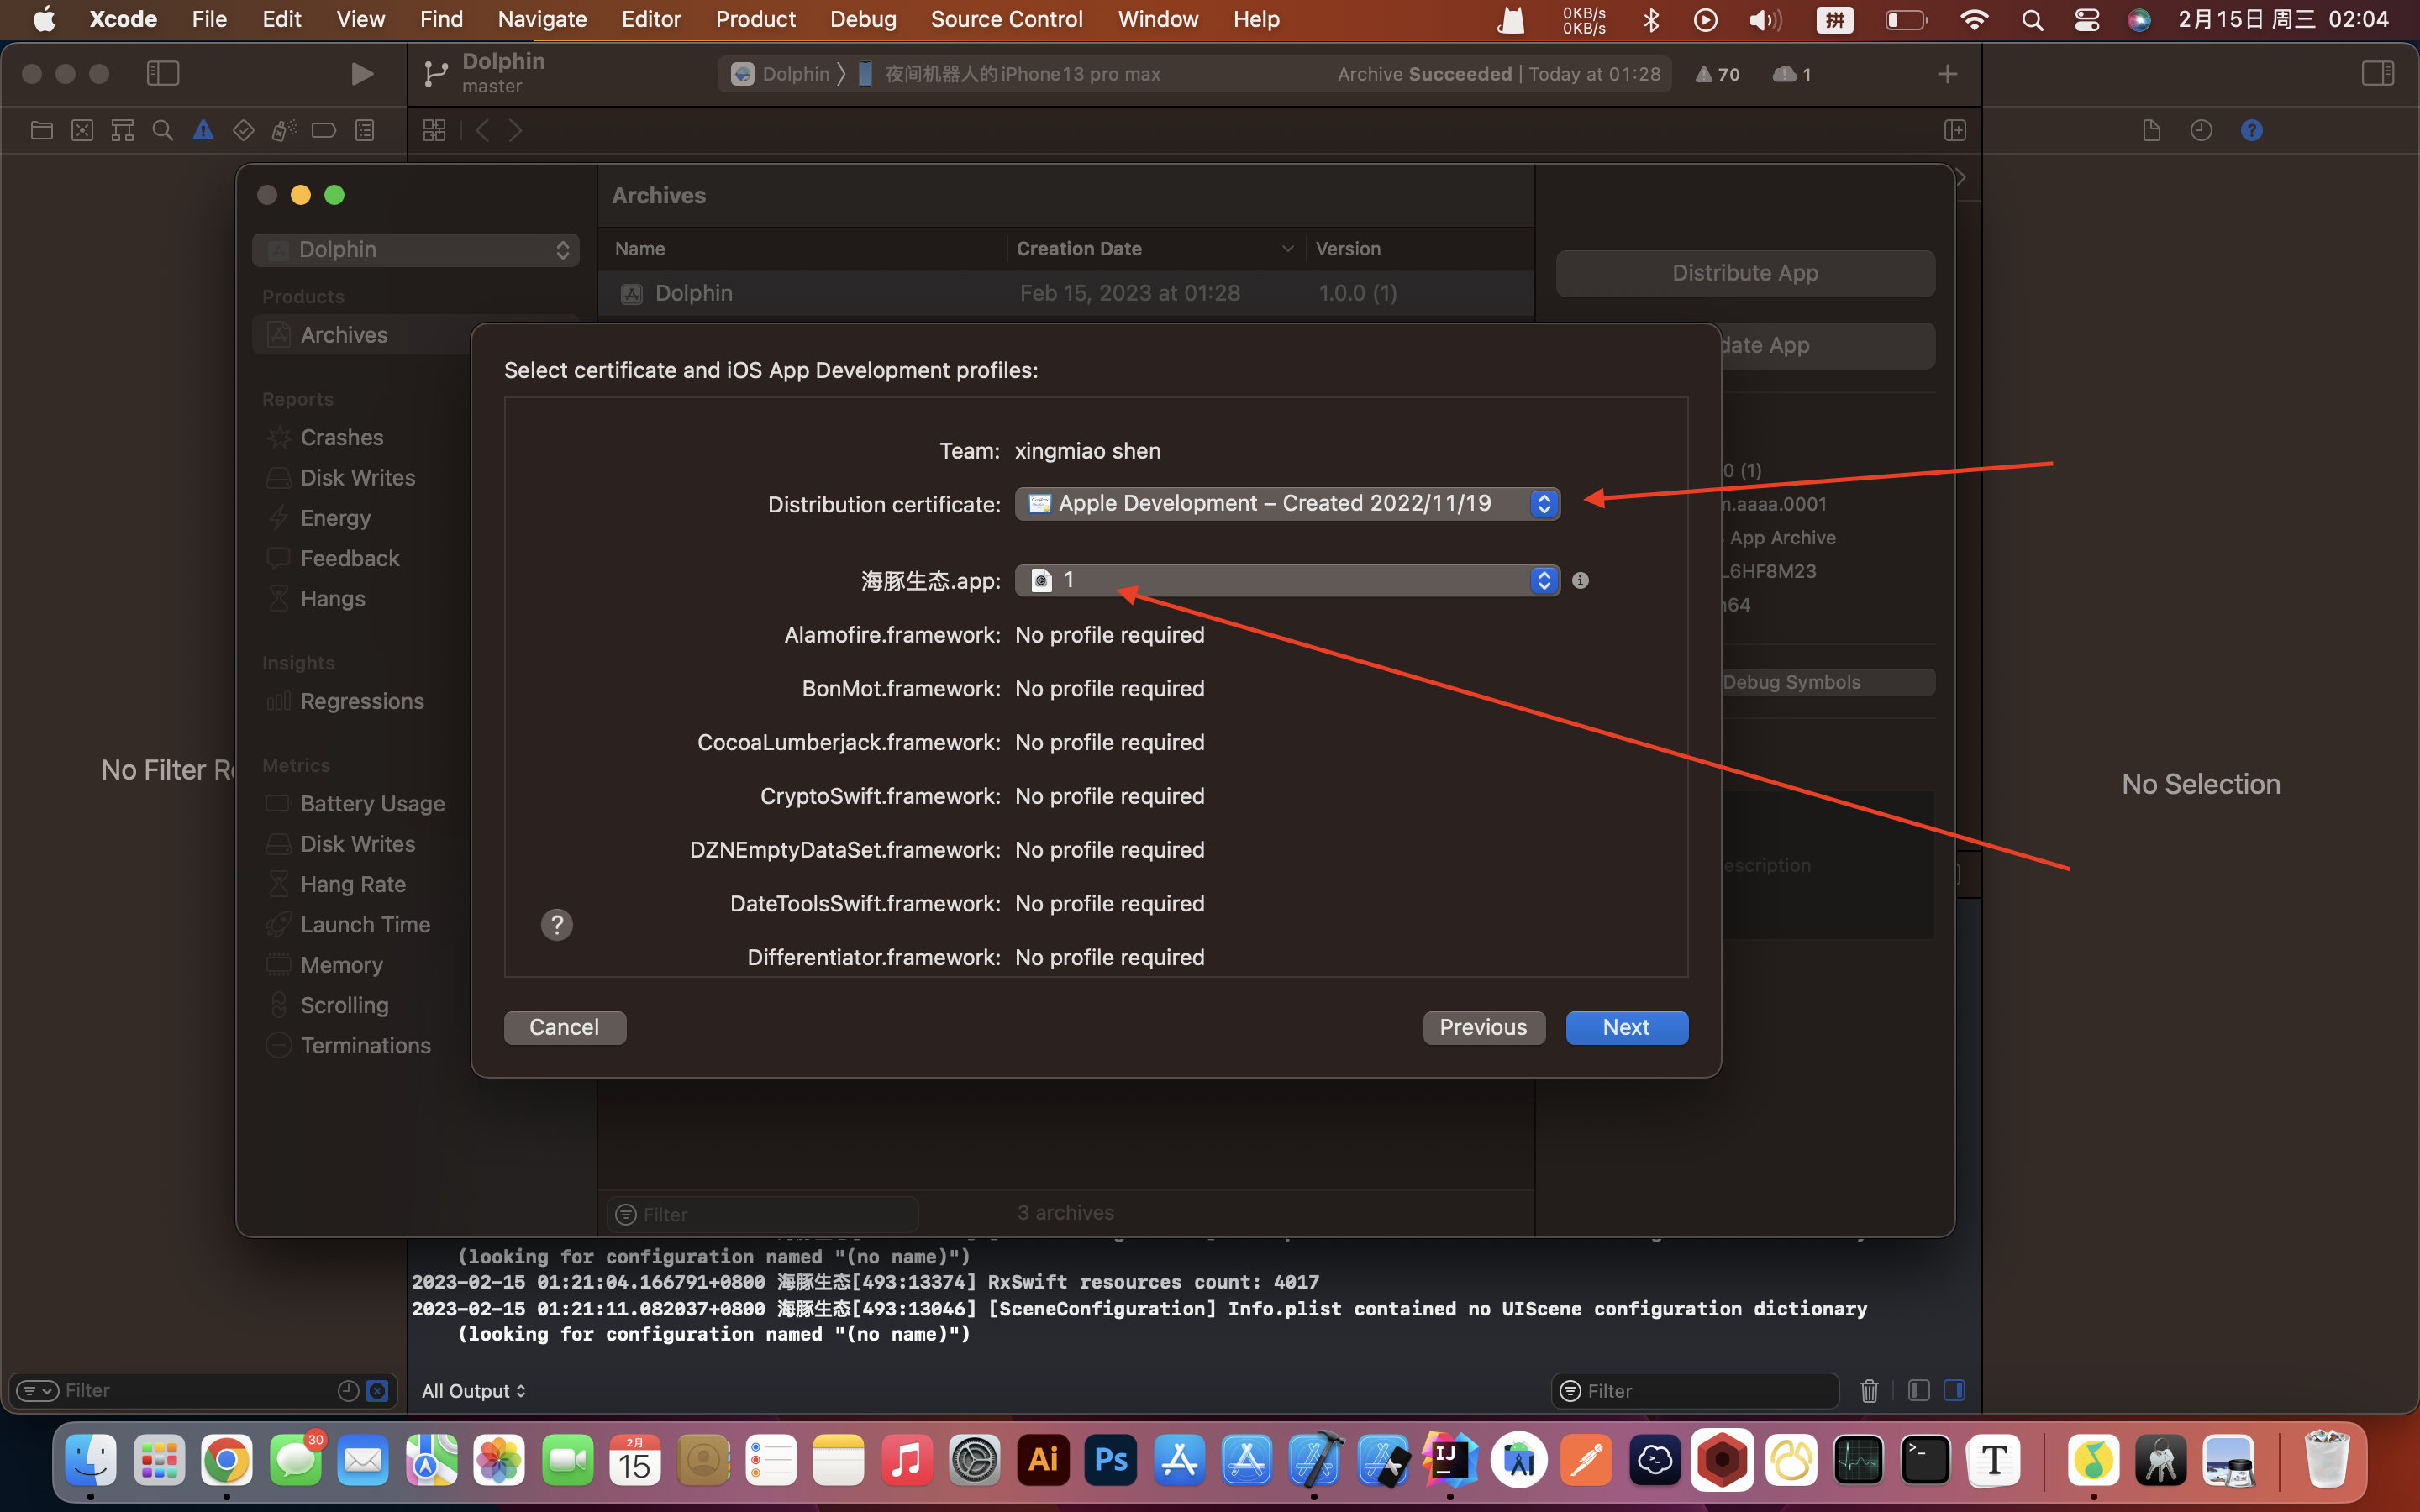 Xcode File Edit View Find Navigate Editor Product Debug Source Control Window Help
0KB/s
0KB/s
拼
2月15日 周三 02:04
Dolphin
master
Dolphin
夜间机器人的iPhone13 pro max
Archive Succeeded | Today at 01:28
70
1
Archives
Dolphin
Name
Creation Date
Version
Dolphin
Feb 15, 2023 at 01:28
1.0.0 (1)
Distribute App
date App
Products
Archives
Reports
Crashes
Disk Writes
Energy
Feedback
Hangs
Insights
Regressions
Metrics
Battery Usage
Disk Writes
Hang Rate
Launch Time
Memory
Scrolling
Terminations
Select certificate and iOS App Development profiles:
Team: xingmiao shen
Distribution certificate: Apple Development – Created 2022/11/19
海豚生态.app: 1
Alamofire.framework: No profile required
BonMot.framework: No profile required
CocoaLumberjack.framework: No profile required
CryptoSwift.framework: No profile required
DZNEmptyDataSet.framework: No profile required
DateToolsSwift.framework: No profile required
Differentiator.framework: No profile required
?
Cancel
Previous
Next
0 (1)
.aaaa.0001
App Archive
L6HF8M23
64
Debug Symbols
escription
No Filter Re
No Selection
Filter
3 archives
(looking for configuration named "(no name)")
2023-02-15 01:21:04.166791+0800 海豚生态[493:13374] RxSwift resources count: 4017
2023-02-15 01:21:11.082037+0800 海豚生态[493:13046] [SceneConfiguration] Info.plist contained no UIScene configuration dictionary
(looking for configuration named "(no name)")
Filter
All Output
Filter
30
2月
15
Ai
Ps
IJ
T